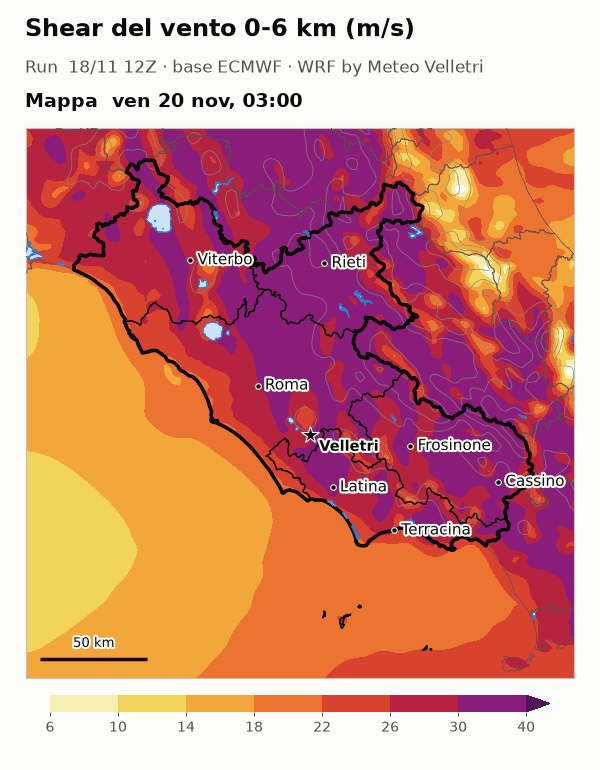 Shear del vento 0-6 km (m/s)
Run 18/11 12Z · base ECMWF · WRF by Meteo Velletri
Mappa ven 20 nov, 03:00
Viterbo
Rieti
Roma
Velletri
Frosinone
Cassino
Latina
Terracina
50 km
6 10 14 18 22 26 30 40